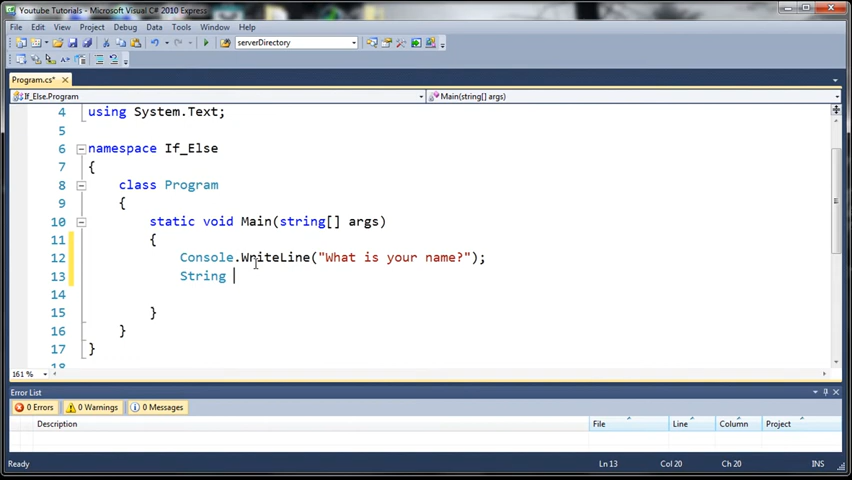 Youtube Tutorials - Microsoft Visual C# 2010 Express
File Edit View Project Debug Data Tools Window Help
serverDirectory
Program.cs*
If_Else.Program Main(string[] args)
4 using System.Text;
5
6 namespace If_Else
7 {
8 class Program
9 {
10 static void Main(string[] args)
11 {
12 Console.WriteLine("What is your name?");
13 String
14
15 }
16 }
17 }
18
161 %
Error List
0 Errors 0 Warnings 0 Messages
Description File Line Column Project
Ready Ln 13 Col 20 Ch 20 INS